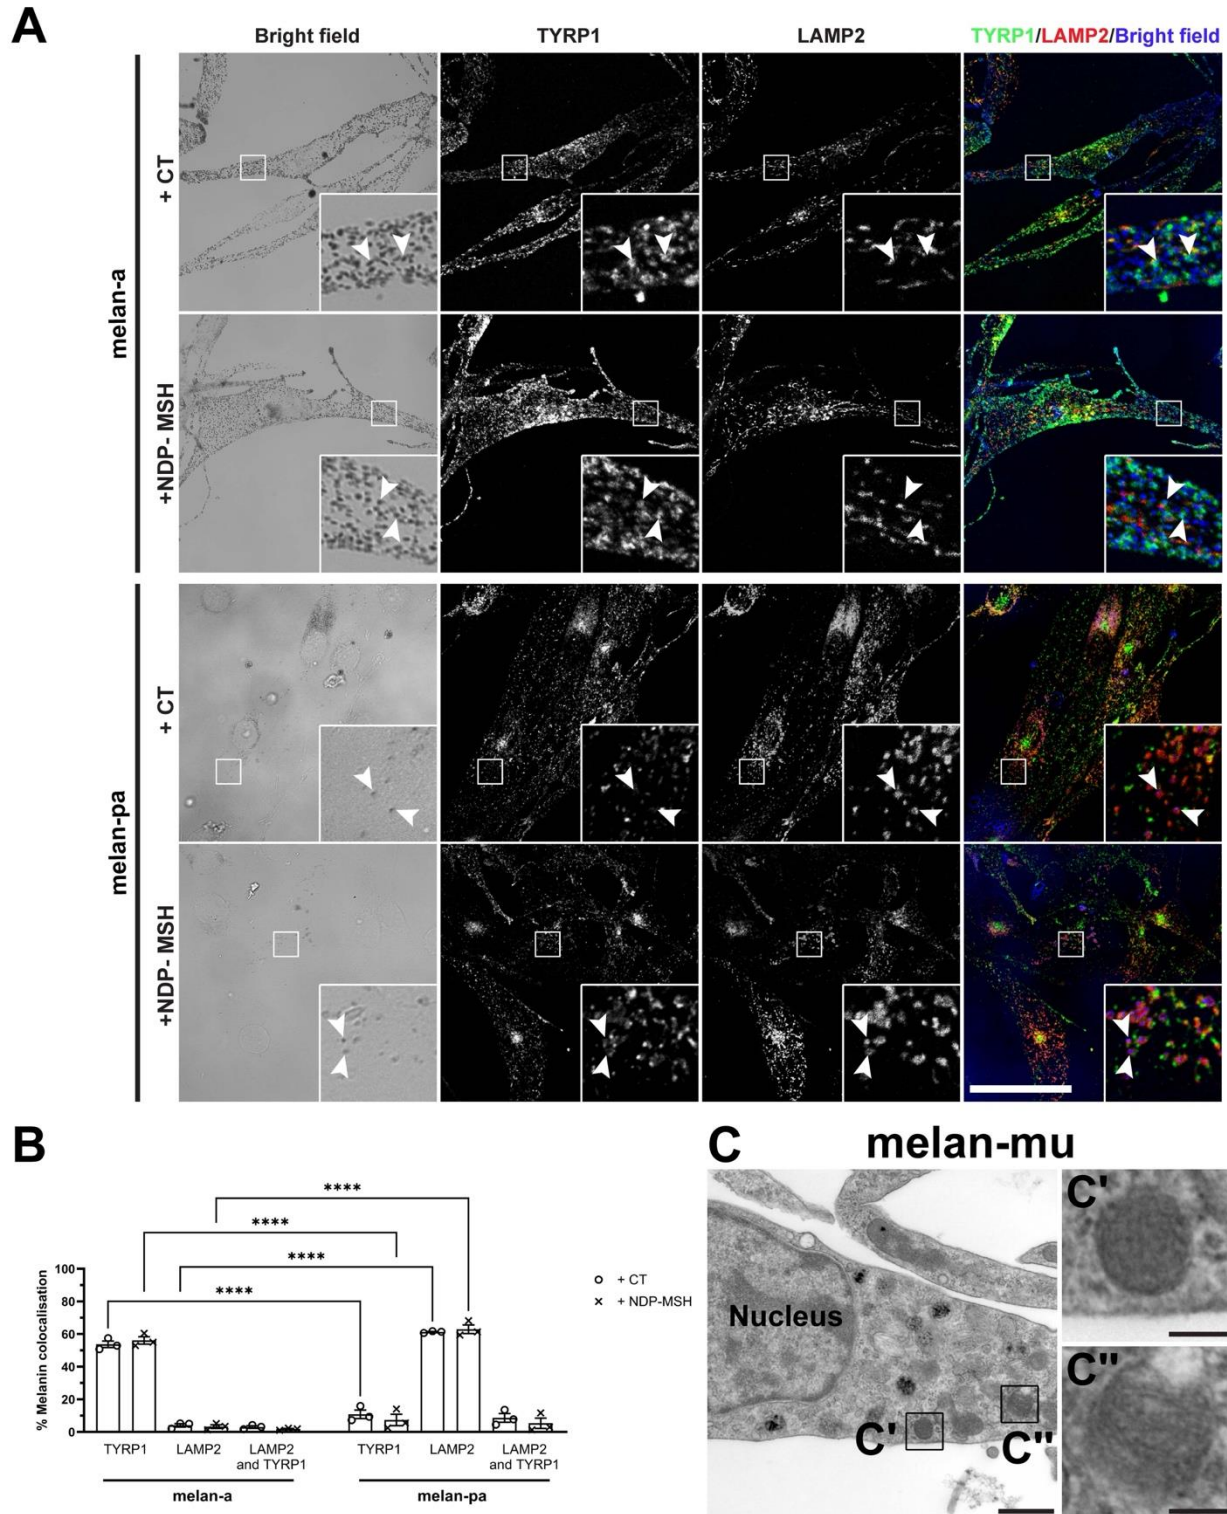 A
Bright field
TYRP1
LAMP2
TYRP1/LAMP2/Bright field
melan-a
+ CT
+NDP- MSH
melan-pa
+ CT
+NDP- MSH
B
% Melanin colocalisation
100
80
60
40
20
0
****
****
****
****
+ CT
+ NDP-MSH
TYRP1
LAMP2
LAMP2
and TYRP1
TYRP1
LAMP2
LAMP2
and TYRP1
melan-a
melan-pa
C
melan-mu
Nucleus
C'
C"
C'
C"